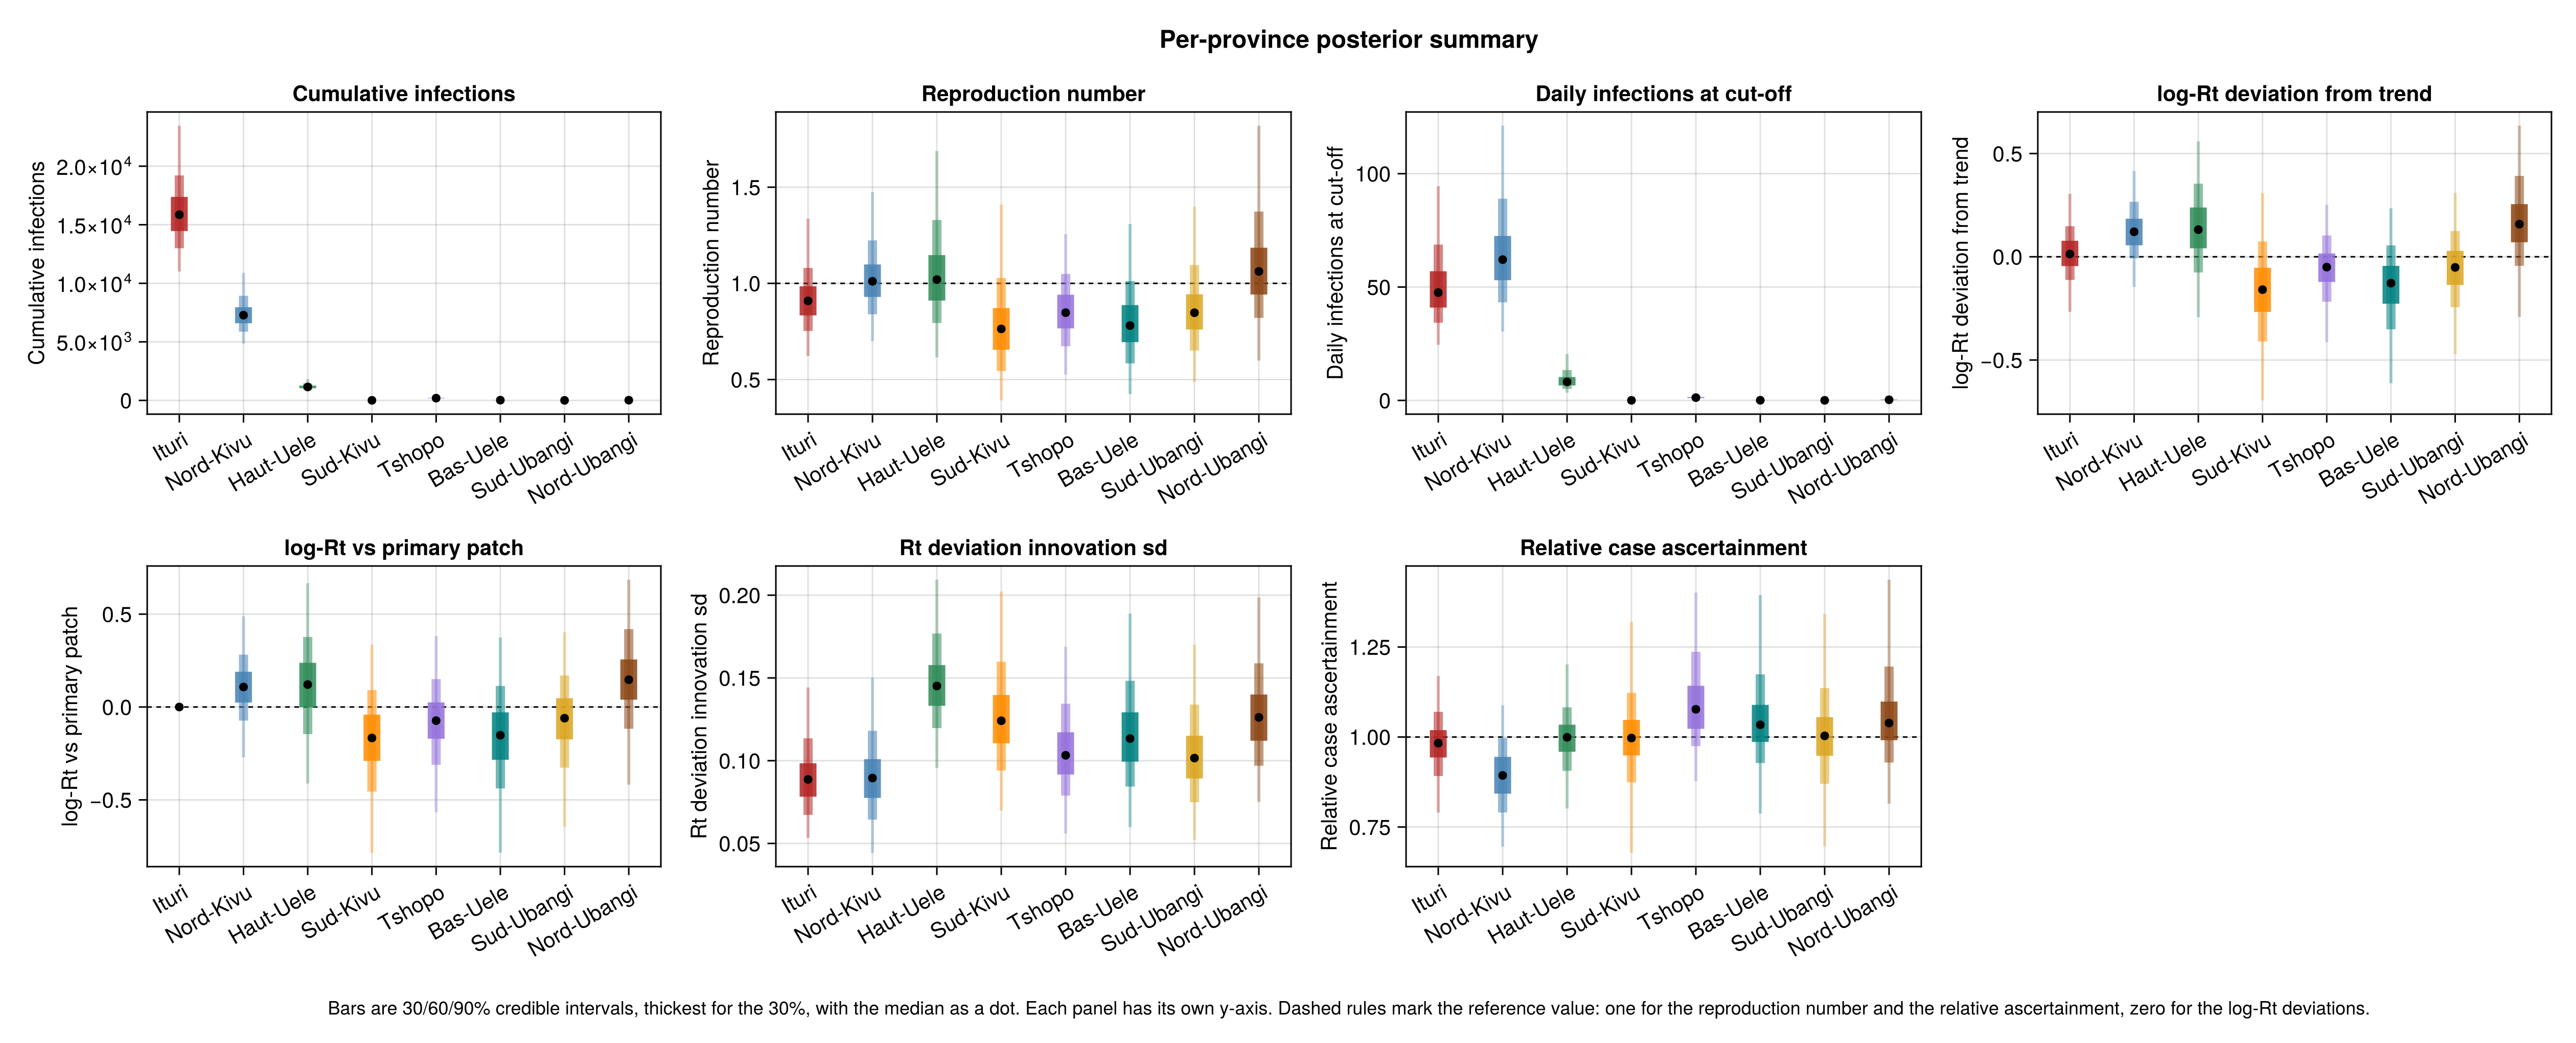 Per-province posterior summary
Cumulative infections
Cumulative infections
2.0×10⁴
1.5×10⁴
1.0×10⁴
5.0×10³
0
Ituri
Nord-Kivu
Haut-Uele
Sud-Kivu
Tshopo
Bas-Uele
Sud-Ubangi
Nord-Ubangi
Reproduction number
Reproduction number
1.5
1.0
0.5
Ituri
Nord-Kivu
Haut-Uele
Sud-Kivu
Tshopo
Bas-Uele
Sud-Ubangi
Nord-Ubangi
Daily infections at cut-off
Daily infections at cut-off
100
50
0
Ituri
Nord-Kivu
Haut-Uele
Sud-Kivu
Tshopo
Bas-Uele
Sud-Ubangi
Nord-Ubangi
log-Rt deviation from trend
log-Rt deviation from trend
0.5
0.0
−0.5
Ituri
Nord-Kivu
Haut-Uele
Sud-Kivu
Tshopo
Bas-Uele
Sud-Ubangi
Nord-Ubangi
log-Rt vs primary patch
log-Rt vs primary patch
0.5
0.0
−0.5
Ituri
Nord-Kivu
Haut-Uele
Sud-Kivu
Tshopo
Bas-Uele
Sud-Ubangi
Nord-Ubangi
Rt deviation innovation sd
Rt deviation innovation sd
0.20
0.15
0.10
0.05
Ituri
Nord-Kivu
Haut-Uele
Sud-Kivu
Tshopo
Bas-Uele
Sud-Ubangi
Nord-Ubangi
Relative case ascertainment
Relative case ascertainment
1.25
1.00
0.75
Ituri
Nord-Kivu
Haut-Uele
Sud-Kivu
Tshopo
Bas-Uele
Sud-Ubangi
Nord-Ubangi
Bars are 30/60/90% credible intervals, thickest for the 30%, with the median as a dot. Each panel has its own y-axis. Dashed rules mark the reference value: one for the reproduction number and the relative ascertainment, zero for the log-Rt deviations.